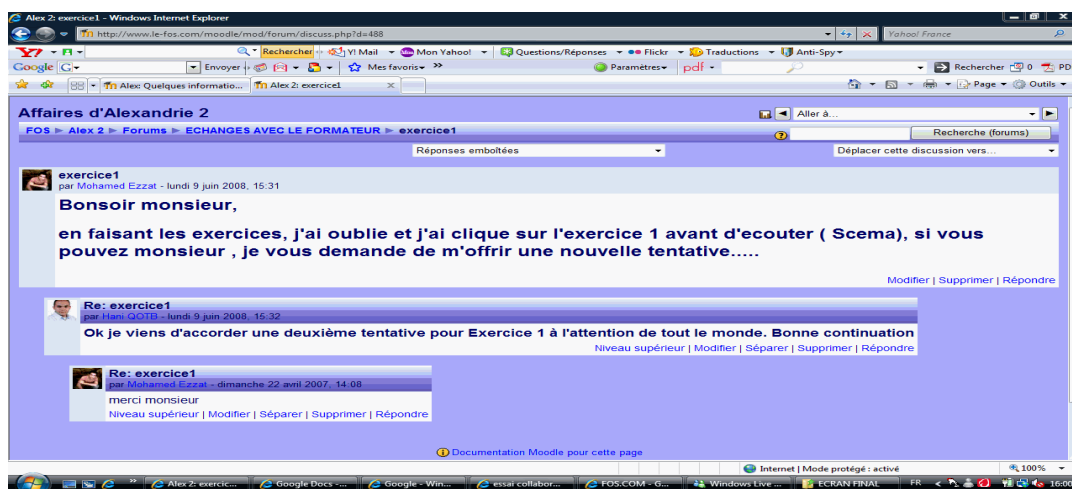 Alex 2: exercice1 - Windows Internet Explorer
http://www.le-fos.com/moodle/mod/forum/discuss.php?d=488 Yahoo! France
Y7 Rechercher Y! Mail Mon Yahoo! Questions/Réponses Flickr Traductions Anti-Spy
Google G Envoyer Mes favoris Paramètres pdf Rechercher 0 PD
Alex: Quelques informatio... Alex 2: exercice1 Page Outils
Affaires d'Alexandrie 2 Aller à...
FOS ► Alex 2 ► Forums ► ECHANGES AVEC LE FORMATEUR ► exercice1 Recherche (forums)
Réponses emboîtées Déplacer cette discussion vers...
exercice1
par Mohamed Ezzat - lundi 9 juin 2008, 15:31
Bonsoir monsieur,
en faisant les exercices, j'ai oublie et j'ai clique sur l'exercice 1 avant d'ecouter ( Scema), si vous
pouvez monsieur , je vous demande de m'offrir une nouvelle tentative.....
Modifier | Supprimer | Répondre
Re: exercice1
par Hani QOTB - lundi 9 juin 2008, 15:32
Ok je viens d'accorder une deuxième tentative pour Exercice 1 à l'attention de tout le monde. Bonne continuation
Niveau supérieur | Modifier | Séparer | Supprimer | Répondre
Re: exercice1
par Mohamed Ezzat - dimanche 22 avril 2007, 14:08
merci monsieur
Niveau supérieur | Modifier | Séparer | Supprimer | Répondre
Documentation Moodle pour cette page
Internet | Mode protégé : activé 100%
Alex 2: exercic... Google Docs -... Google - Win... essai collabor... FOS.COM - G... Windows Live ... ECRAN FINAL FR 16:00